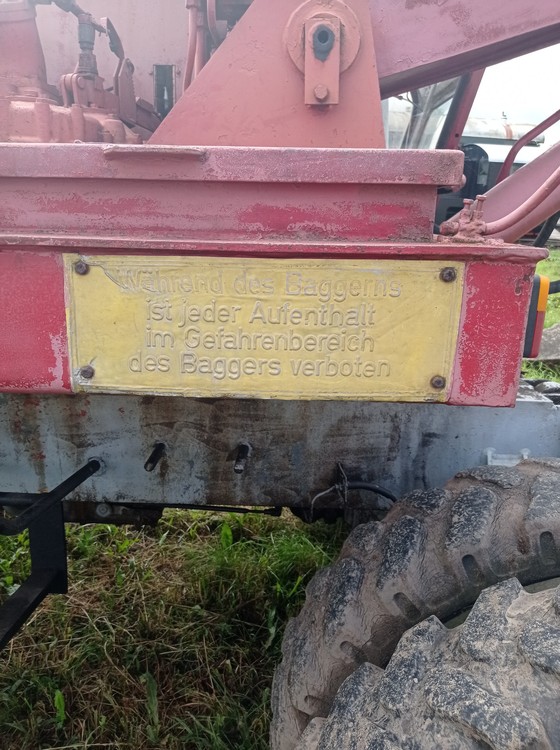 Während des Baggerns
ist jeder Aufenthalt
im Gefahrenbereich
des Baggers verboten